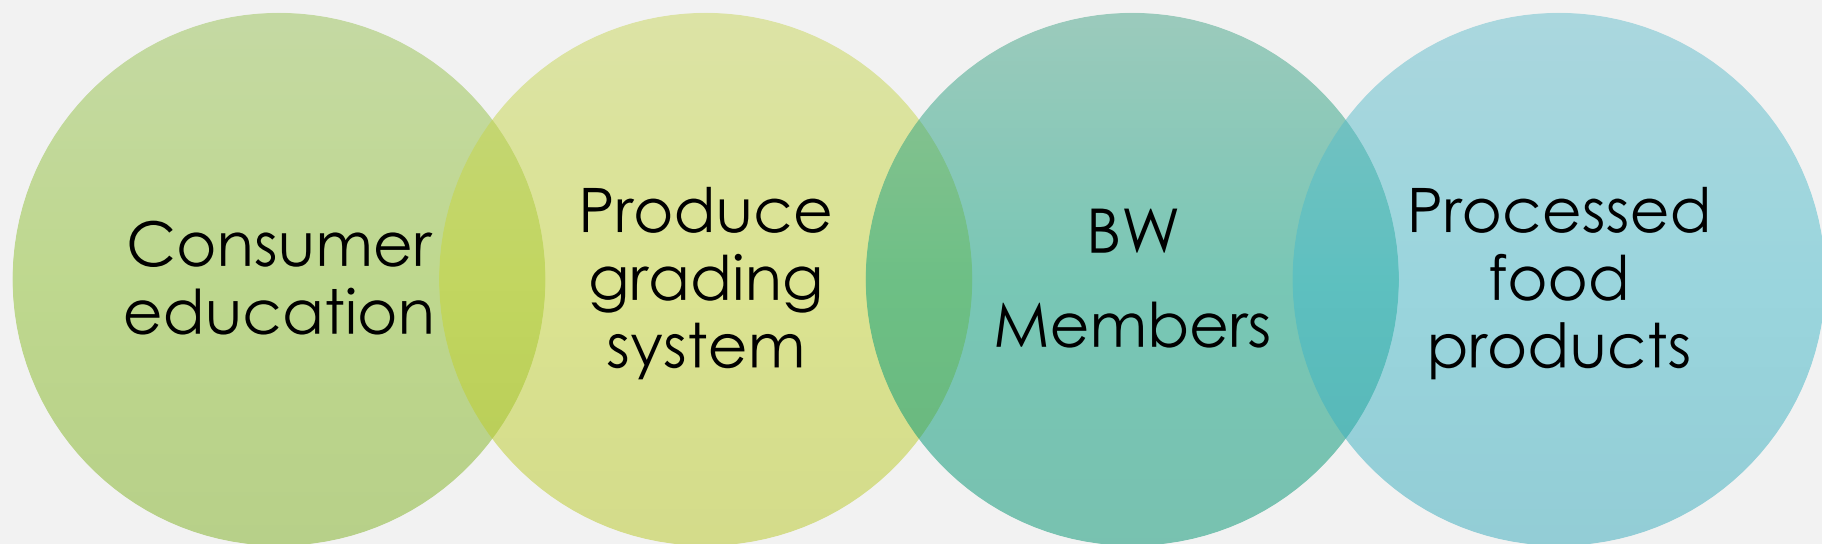 Consumer
education
Produce
grading
system
BW
Members
Processed
food
products